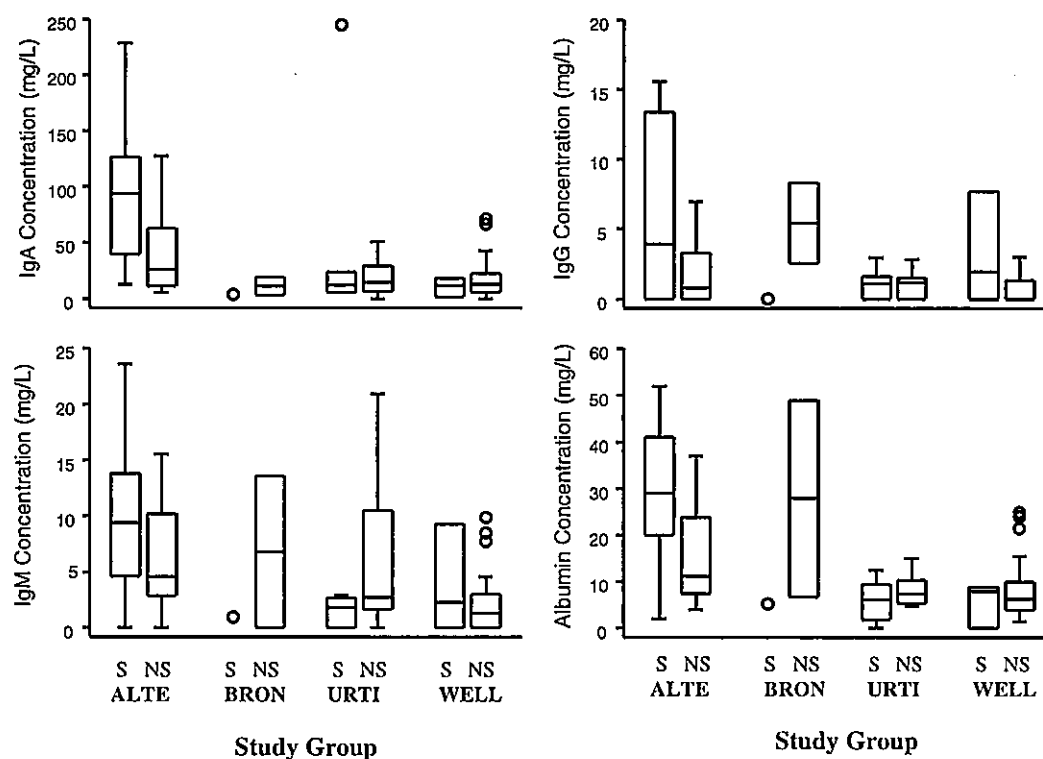 IgA Concentration (mg/L)
250
200
150
100
50
0
IgG Concentration (mg/L)
20
15
10
5
0
IgM Concentration (mg/L)
25
20
15
10
5
0
Albumin Concentration (mg/L)
60
50
40
30
20
10
0
S NS S NS S NS S NS
ALTE BRON URTI WELL
Study Group
S NS S NS S NS S NS
ALTE BRON URTI WELL
Study Group